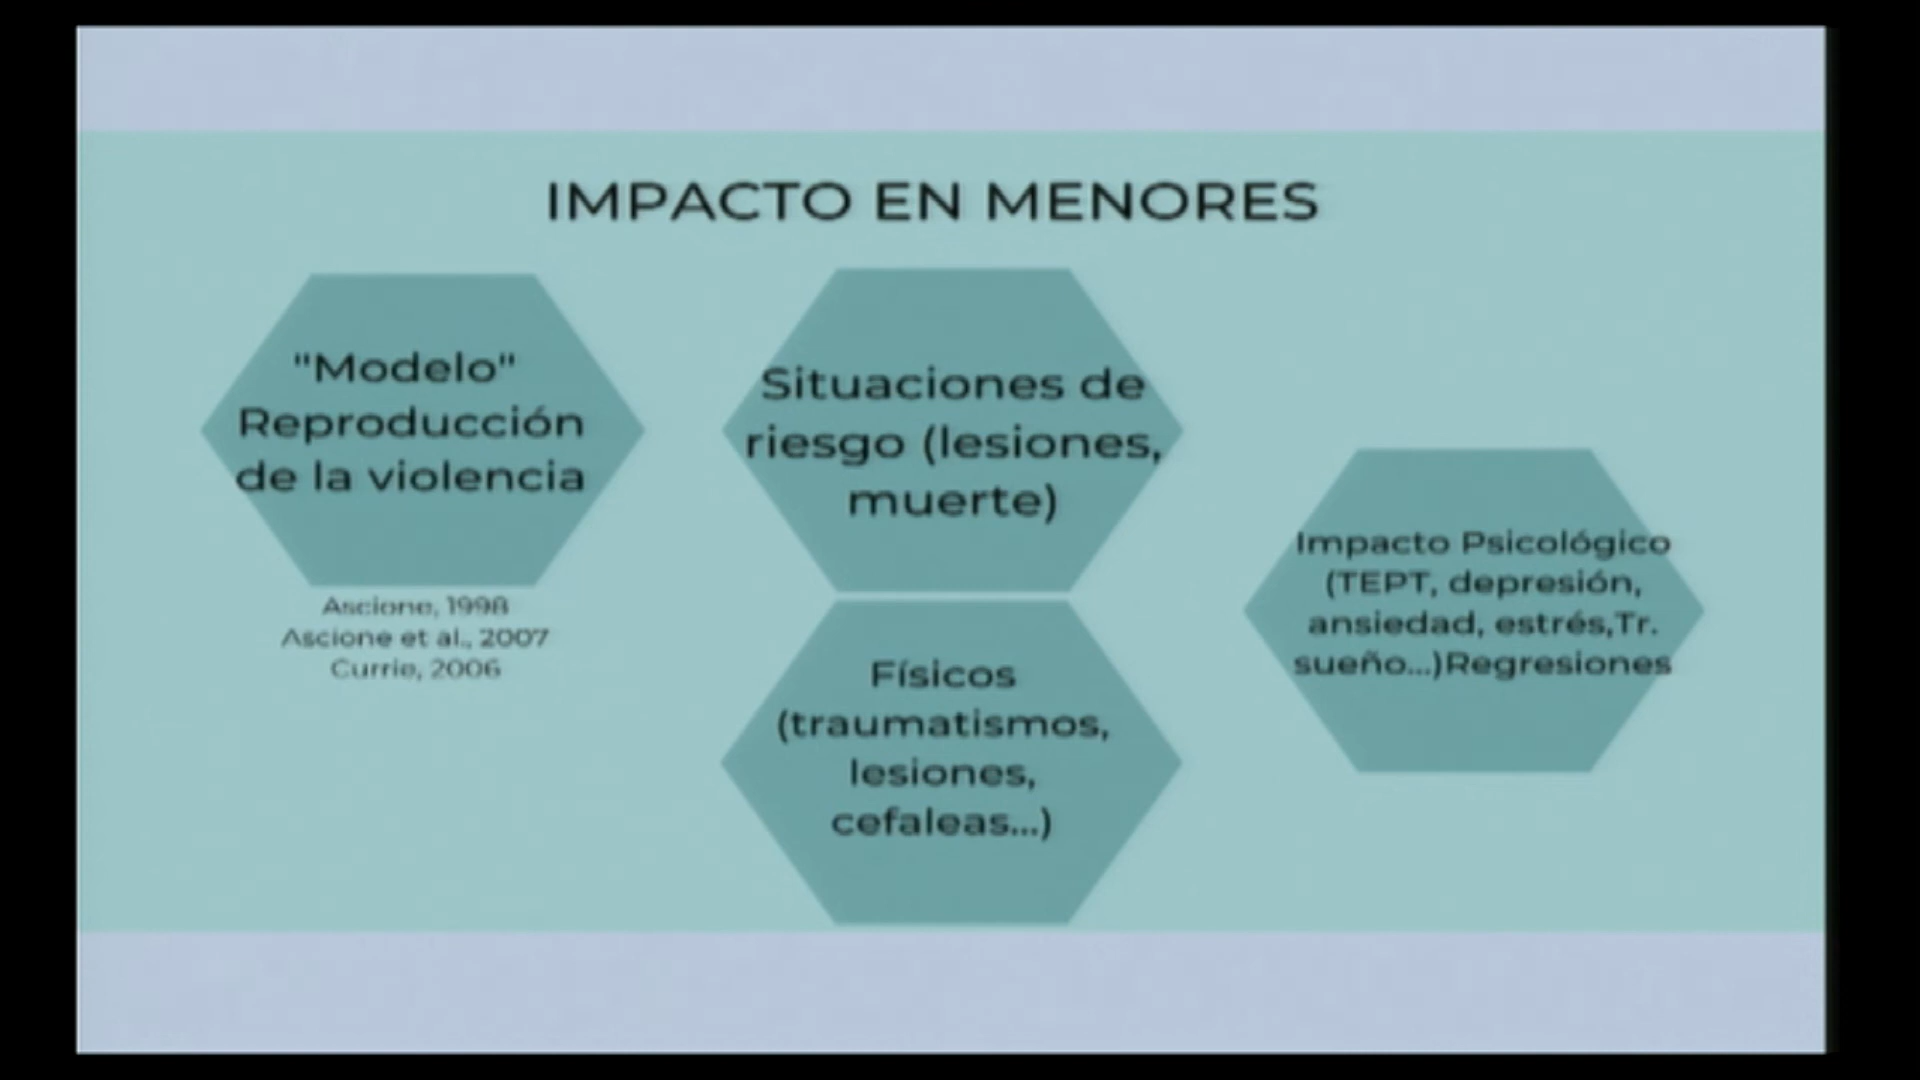 IMPACTO EN MENORES
"Modelo"
Reproducción
de la violencia
Ascione, 1998
Ascione et al., 2007
Currie, 2006
Situaciones de
riesgo (lesiones,
muerte)
Físicos
(traumatismos,
lesiones,
cefaleas...)
Impacto Psicológico
(TEPT, depresión,
ansiedad, estrés,Tr.
sueño...)Regresiones